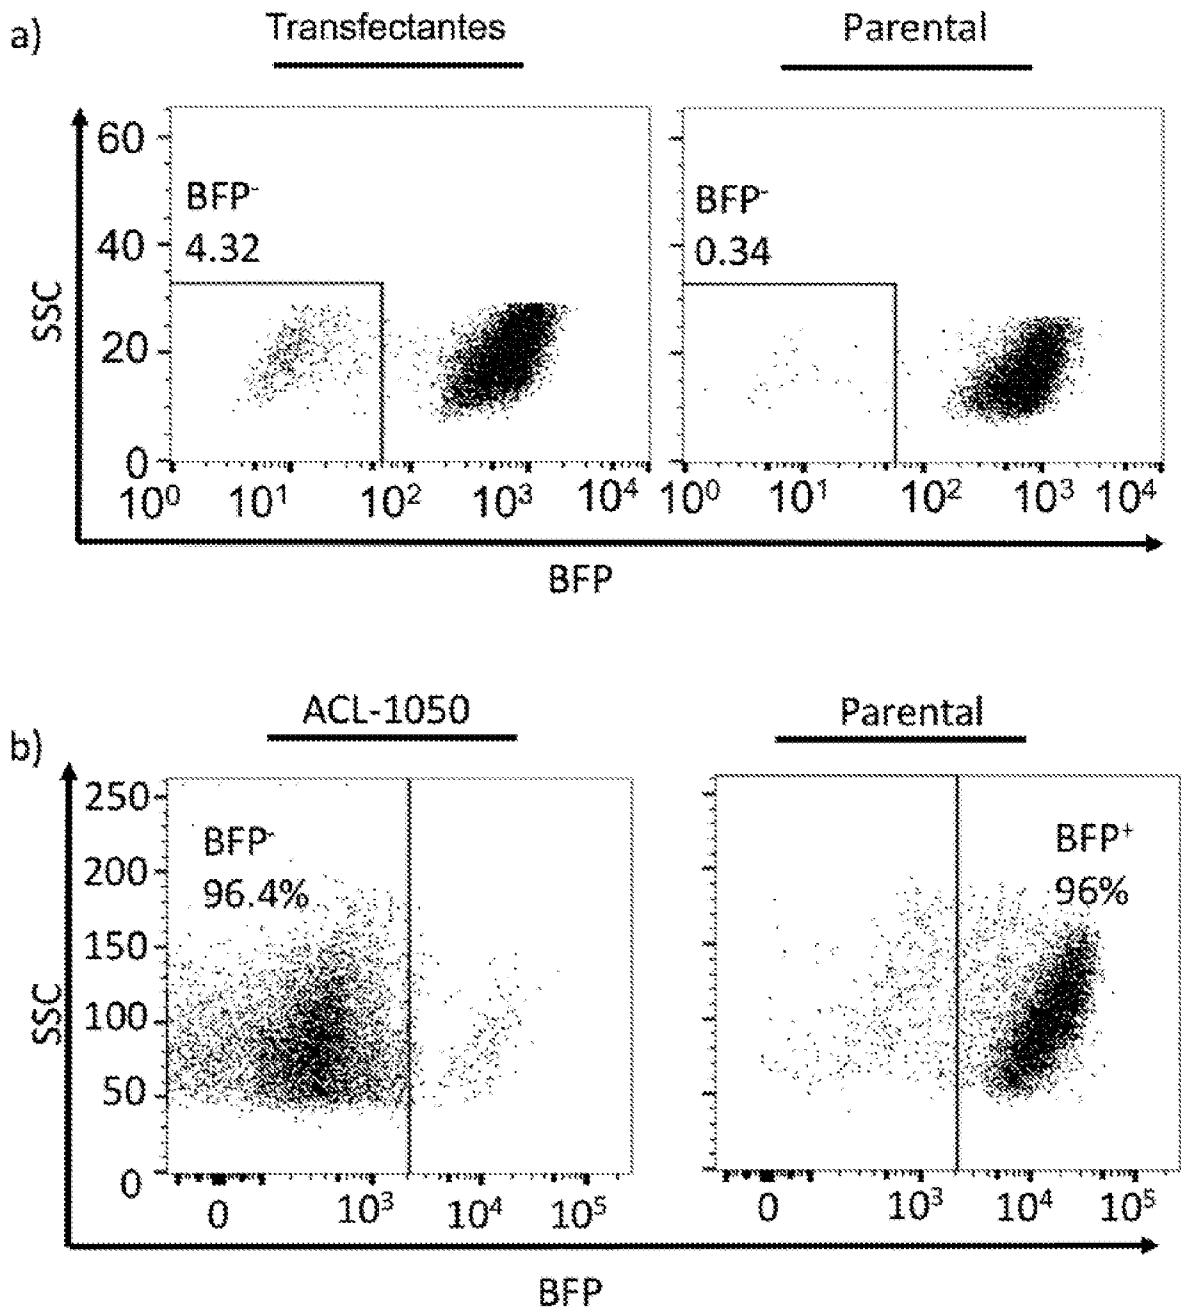 a)
Transfectantes
Parental
SSC
60
40
20
0
BFP⁻
4.32
BFP⁻
0.34
10⁰ 10¹ 10² 10³ 10⁴
10⁰ 10¹ 10² 10³ 10⁴
BFP
b)
ACL-1050
Parental
SSC
250
200
150
100
50
0
BFP⁻
96.4%
BFP⁺
96%
0 10³ 10⁴ 10⁵
0 10³ 10⁴ 10⁵
BFP